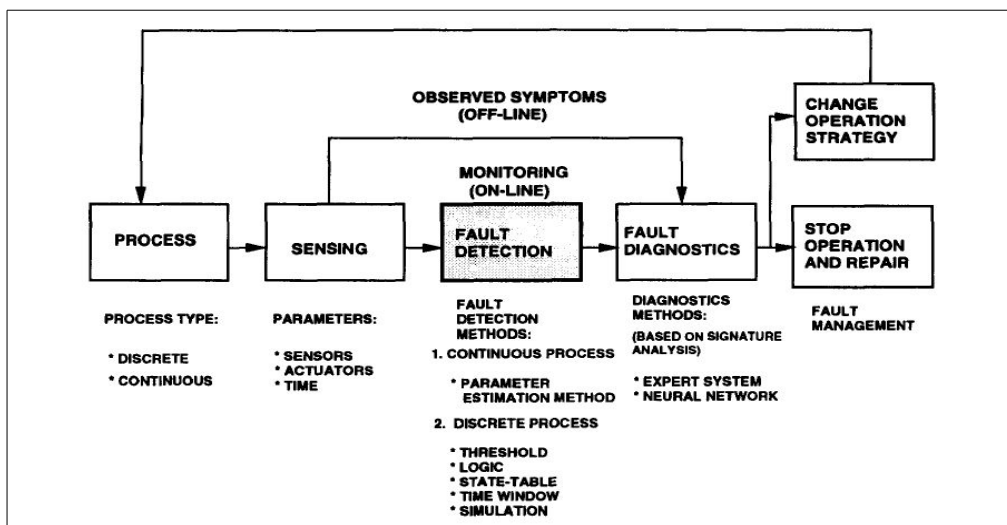 OBSERVED SYMPTOMS
(OFF-LINE)
CHANGE
OPERATION
STRATEGY
MONITORING
(ON-LINE)
PROCESS
SENSING
FAULT
DETECTION
FAULT
DIAGNOSTICS
STOP
OPERATION
AND REPAIR
PROCESS TYPE:
* DISCRETE
* CONTINUOUS
PARAMETERS:
* SENSORS
* ACTUATORS
* TIME
FAULT
DETECTION
METHODS:
1. CONTINUOUS PROCESS
* PARAMETER
ESTIMATION METHOD
2. DISCRETE PROCESS
* THRESHOLD
* LOGIC
* STATE-TABLE
* TIME WINDOW
* SIMULATION
DIAGNOSTICS
METHODS:
(BASED ON SIGNATURE
ANALYSIS)
* EXPERT SYSTEM
* NEURAL NETWORK
FAULT
MANAGEMENT